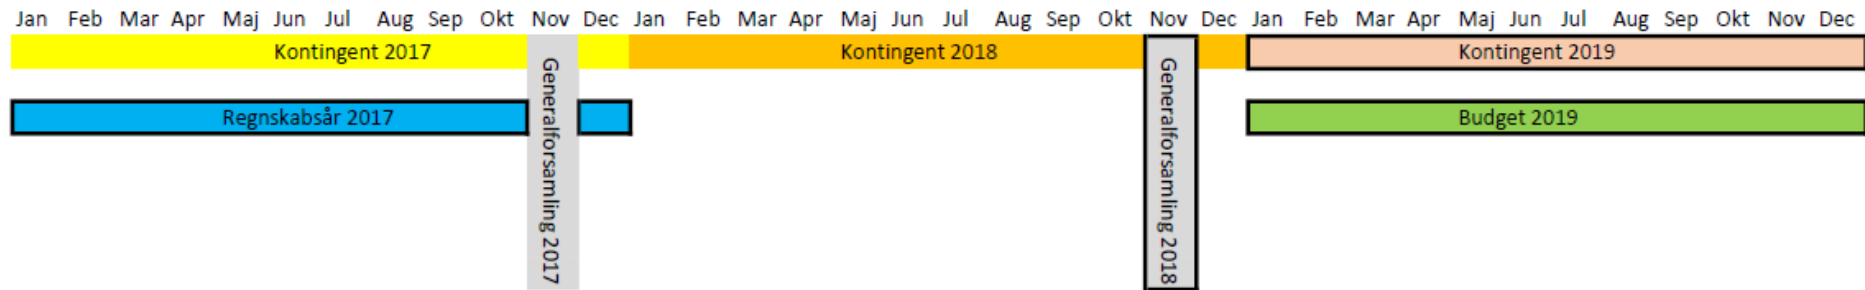 Jan Feb Mar Apr Maj Jun Jul Aug Sep Okt Nov Dec Jan Feb Mar Apr Maj Jun Jul Aug Sep Okt Nov Dec Jan Feb Mar Apr Maj Jun Jul Aug Sep Okt Nov Dec
Kontingent 2017 Kontingent 2018 Kontingent 2019
Regnskabsår 2017 Budget 2019
Generalforsamling 2017
Generalforsamling 2018